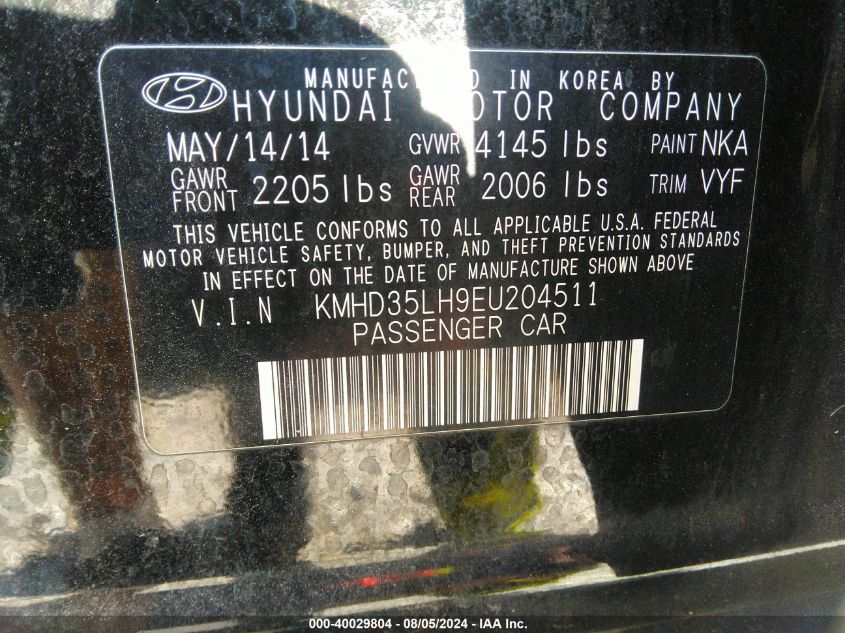 MANUFACTURED IN KOREA BY
HYUNDAI MOTOR COMPANY
MAY/14/14 GVWR 4145 lbs PAINT NKA
GAWR FRONT 2205 lbs GAWR REAR 2006 lbs TRIM VYF
THIS VEHICLE CONFORMS TO ALL APPLICABLE U.S.A. FEDERAL
MOTOR VEHICLE SAFETY, BUMPER, AND THEFT PREVENTION STANDARDS
IN EFFECT ON THE DATE OF MANUFACTURE SHOWN ABOVE
V.I.N KMHD35LH9EU204511
PASSENGER CAR
000-40029804 - 08/05/2024 - IAA Inc.